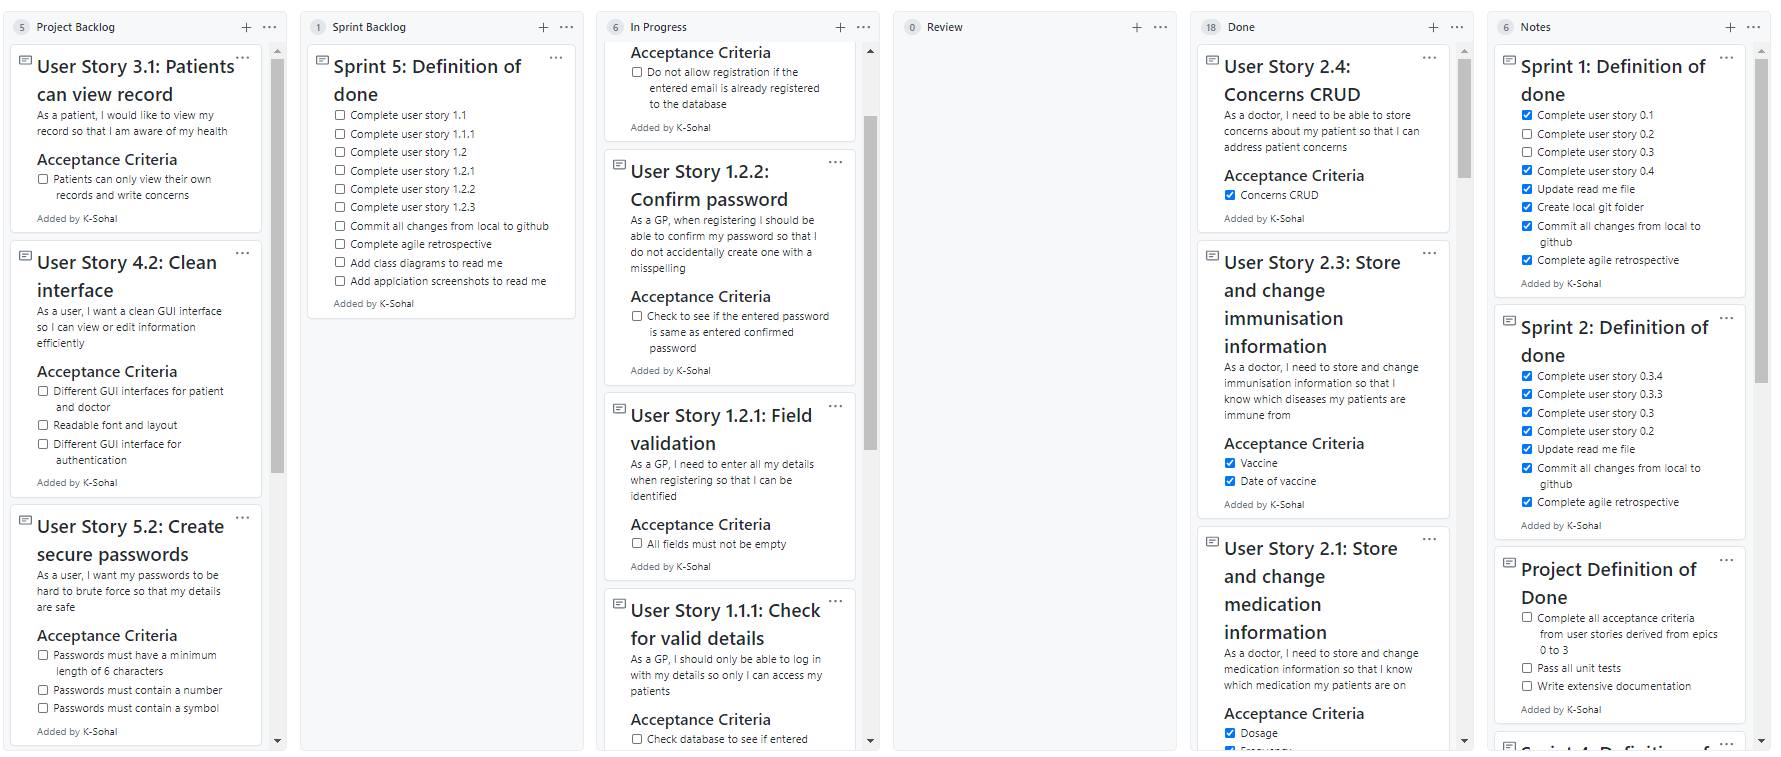 5 Project Backlog
User Story 3.1: Patients
can view record
As a patient, I would like to view my
record so that I am aware of my health
Acceptance Criteria
Patients can only view their own
records and write concerns
Added by K-Sohal
User Story 4.2: Clean
interface
As a user, I want a clean GUI interface
so I can view or edit information
efficiently
Acceptance Criteria
Different GUI interfaces for patient
and doctor
Readable font and layout
Different GUI interface for
authentication
Added by K-Sohal
User Story 5.2: Create
secure passwords
As a user, I want my passwords to be
hard to brute force so that my details
are safe
Acceptance Criteria
Passwords must have a minimum
length of 6 characters
Passwords must contain a number
Passwords must contain a symbol
Added by K-Sohal
1 Sprint Backlog
Sprint 5: Definition of
done
Complete user story 1.1
Complete user story 1.1.1
Complete user story 1.2
Complete user story 1.2.1
Complete user story 1.2.2
Complete user story 1.2.3
Commit all changes from local to github
Complete agile retrospective
Add class diagrams to read me
Add applciation screenshots to read me
Added by K-Sohal
6 In Progress
Acceptance Criteria
Do not allow registration if the
entered email is already registered
to the database
Added by K-Sohal
User Story 1.2.2:
Confirm password
As a GP, when registering I should be
able to confirm my password so that I
do not accidentally create one with a
misspelling
Acceptance Criteria
Check to see if the entered password
is same as entered confirmed
password
Added by K-Sohal
User Story 1.2.1: Field
validation
As a GP, I need to enter all my details
when registering so that I can be
identified
Acceptance Criteria
All fields must not be empty
Added by K-Sohal
User Story 1.1.1: Check
for valid details
As a GP, I should only be able to log in
with my details so only I can access my
patients
Acceptance Criteria
Check database to see if entered
0 Review
18 Done
User Story 2.4:
Concerns CRUD
As a doctor, I need to be able to store
concerns about my patient so that I can
address patient concerns
Acceptance Criteria
Concerns CRUD
Added by K-Sohal
User Story 2.3: Store
and change
immunisation
information
As a doctor, I need to store and change
immunisation information so that I
know which diseases my patients are
immune from
Acceptance Criteria
Vaccine
Date of vaccine
Added by K-Sohal
User Story 2.1: Store
and change
medication
information
As a doctor, I need to store and change
medication information so that I know
which medication my patients are on
Acceptance Criteria
Dosage
Frequency
6 Notes
Sprint 1: Definition of
done
Complete user story 0.1
Complete user story 0.2
Complete user story 0.3
Complete user story 0.4
Update read me file
Create local git folder
Commit all changes from local to
github
Complete agile retrospective
Added by K-Sohal
Sprint 2: Definition of
done
Complete user story 0.3.4
Complete user story 0.3.3
Complete user story 0.3
Complete user story 0.2
Update read me file
Commit all changes from local to
github
Complete agile retrospective
Added by K-Sohal
Project Definition of
Done
Complete all acceptance criteria
from user stories derived from epics
0 to 3
Pass all unit tests
Write extensive documentation
Added by K-Sohal
Sprint 4: Definition of